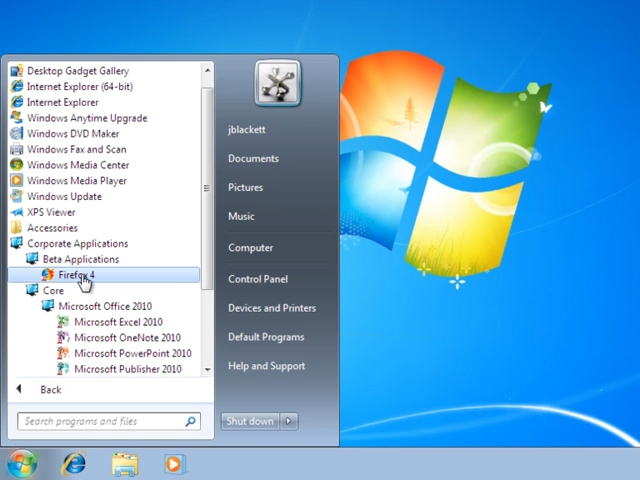 Desktop Gadget Gallery
Internet Explorer (64-bit)
Internet Explorer
Windows Anytime Upgrade
Windows DVD Maker
Windows Fax and Scan
Windows Media Center
Windows Media Player
Windows Update
XPS Viewer
Accessories
Corporate Applications
Beta Applications
Firefox 4
Core
Microsoft Office 2010
Microsoft Excel 2010
Microsoft OneNote 2010
Microsoft PowerPoint 2010
Microsoft Publisher 2010
Back
Search programs and files
jblackett
Documents
Pictures
Music
Computer
Control Panel
Devices and Printers
Default Programs
Help and Support
Shut down